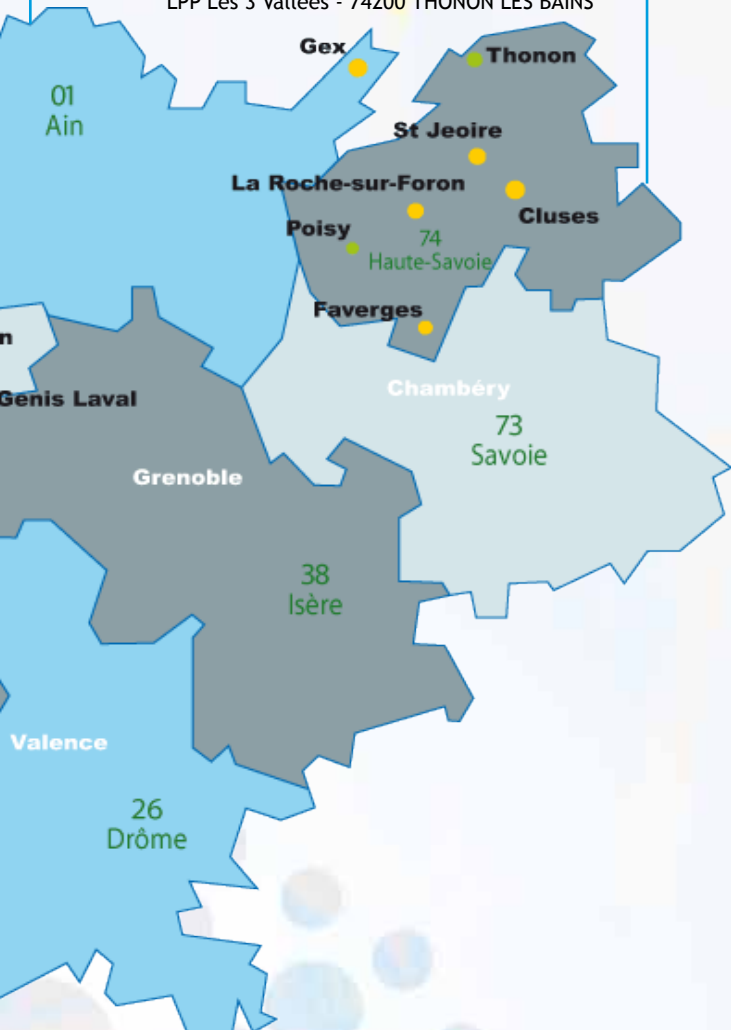 LPP Les 3 Vallées - 74200 THONON LES BAINS
Gex
Thonon
01
Ain
St Jeoire
La Roche-sur-Foron
Cluses
Poisy
74
Haute-Savoie
Faverges
n
Genis Laval
Chambéry
73
Savoie
Grenoble
38
Isère
Valence
26
Drôme